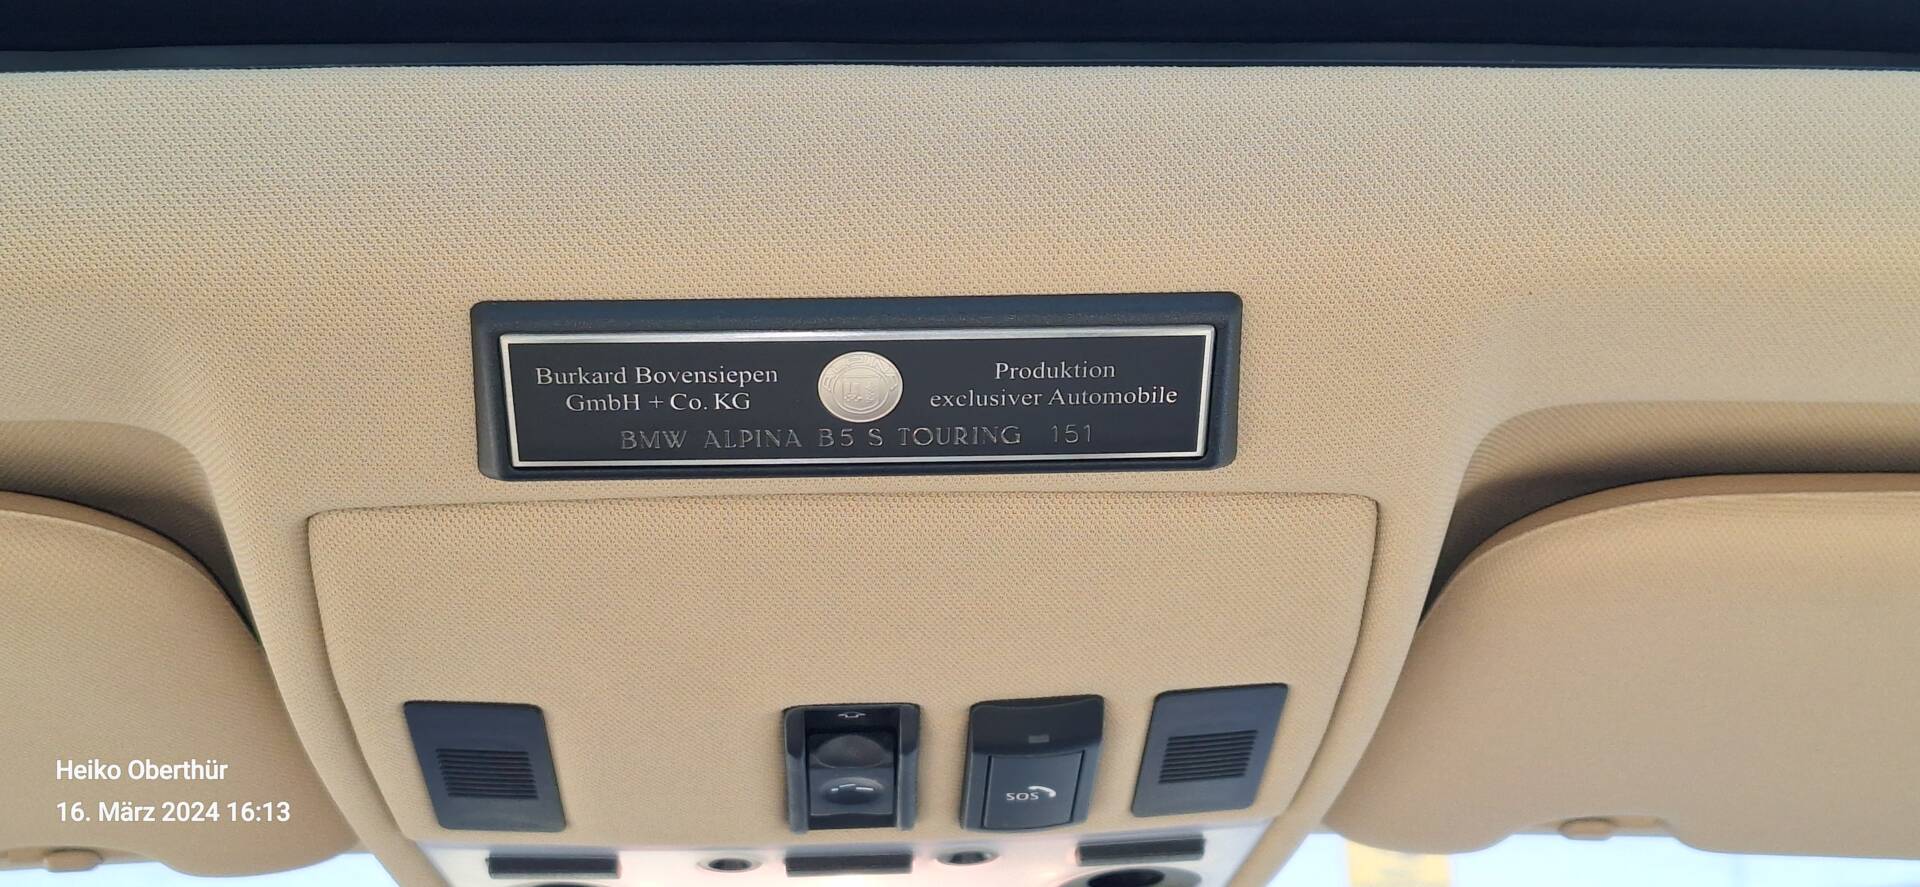 Burkard Bovensiepen
GmbH + Co. KG
Produktion
exclusiver Automobile
ALPINA
BMW ALPINA B5 S TOURING 151
SOS
Heiko Oberthür
16. März 2024 16:13